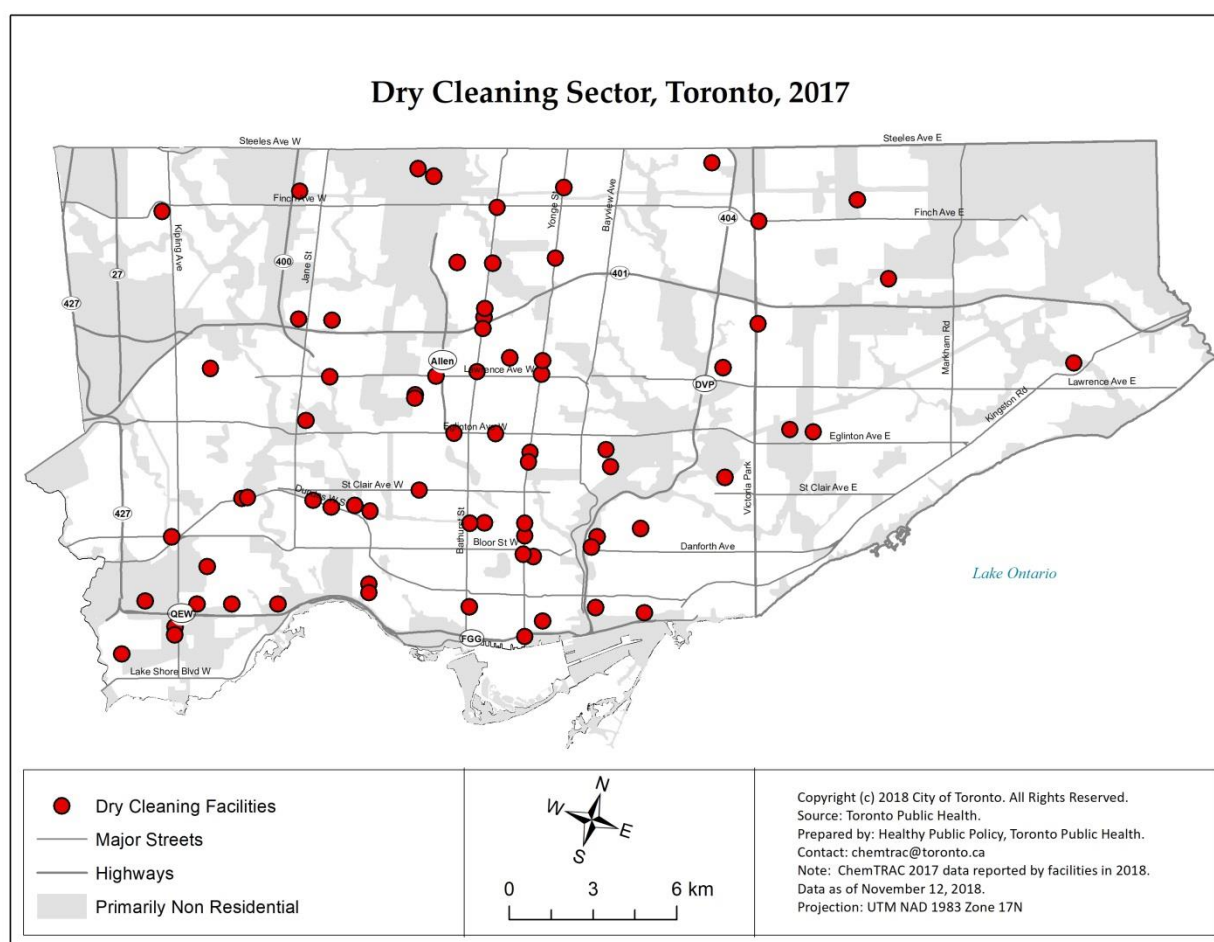 Dry Cleaning Sector, Toronto, 2017
Steeles Ave W
Steeles Ave E
Finch Ave W
Yonge St
Bayview Ave
404
Finch Ave E
Kipling Ave
400
Jane St
27
401
427
Markham Rd
Allen
Lawrence Ave W
DVP
Lawrence Ave E
Kingston Rd
Eglinton Ave W
Eglinton Ave E
Victoria Park
St Clair Ave W
St Clair Ave E
Dundas W St
427
Bathurst St
Bloor St W
Danforth Ave
Lake Ontario
QEW
FGG
Lake Shore Blvd W
Dry Cleaning Facilities
Major Streets
Highways
Primarily Non Residential
N
W
E
S
0 3 6 km
Copyright (c) 2018 City of Toronto. All Rights Reserved.
Source: Toronto Public Health.
Prepared by: Healthy Public Policy, Toronto Public Health.
Contact: chemtrac@toronto.ca
Note: ChemTRAC 2017 data reported by facilities in 2018.
Data as of November 12, 2018.
Projection: UTM NAD 1983 Zone 17N